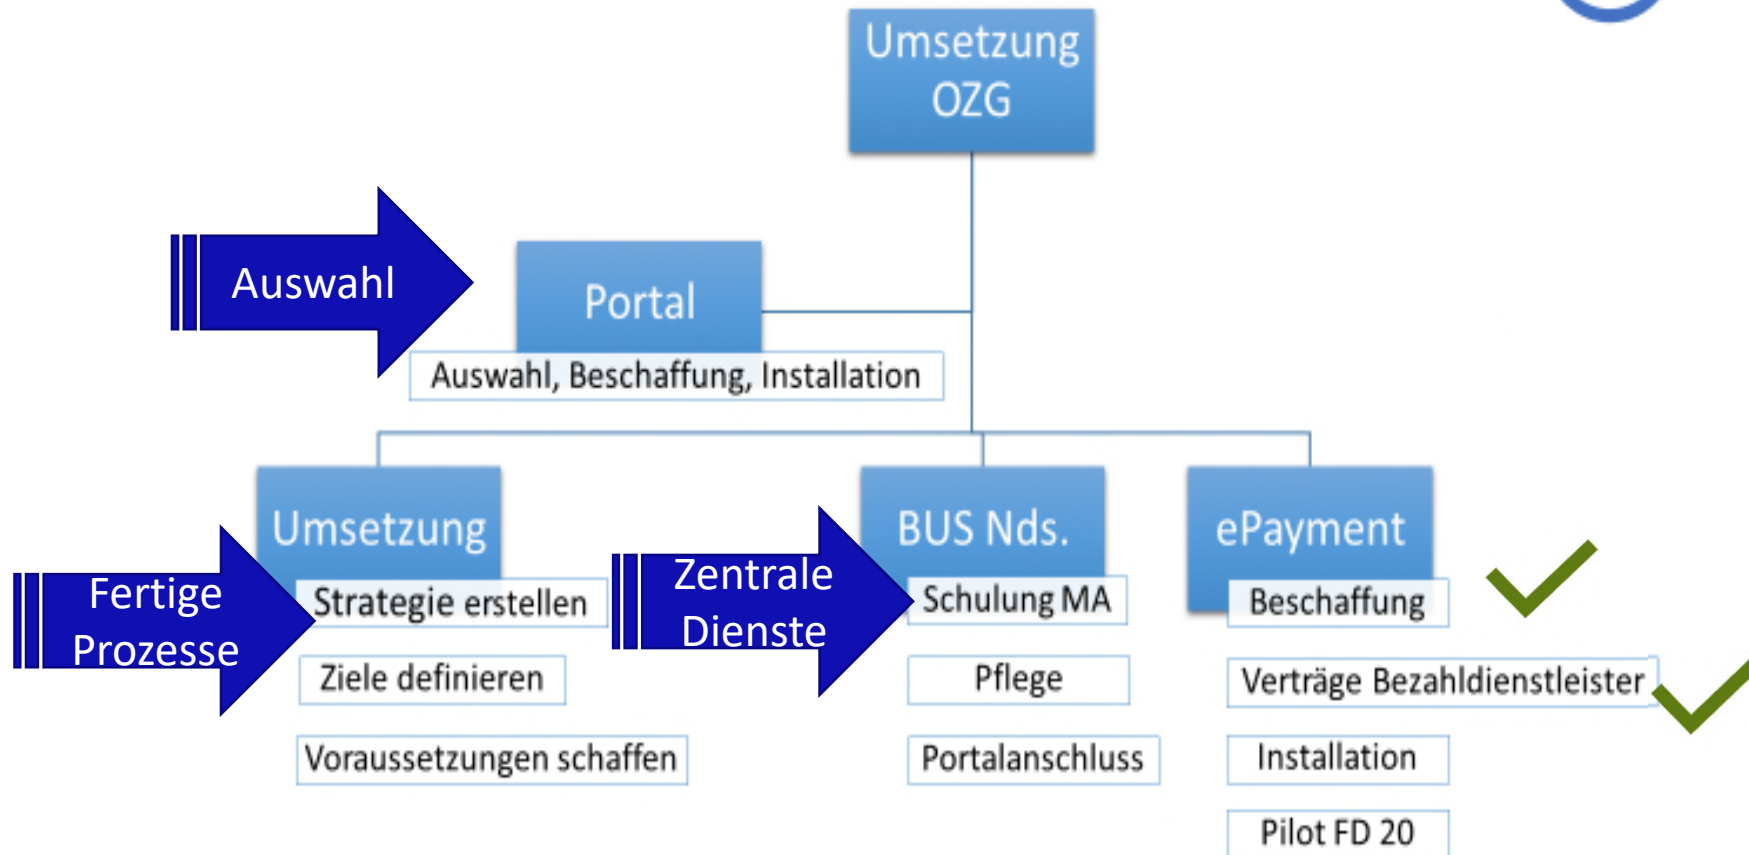 Umsetzung
OZG
Auswahl
Portal
Auswahl, Beschaffung, Installation
Umsetzung
BUS Nds.
ePayment
Fertige
Prozesse
Strategie erstellen
Ziele definieren
Voraussetzungen schaffen
Zentrale
Dienste
Schulung MA
Pflege
Portalanschluss
Beschaffung
Verträge Bezahldienstleister
Installation
Pilot FD 20